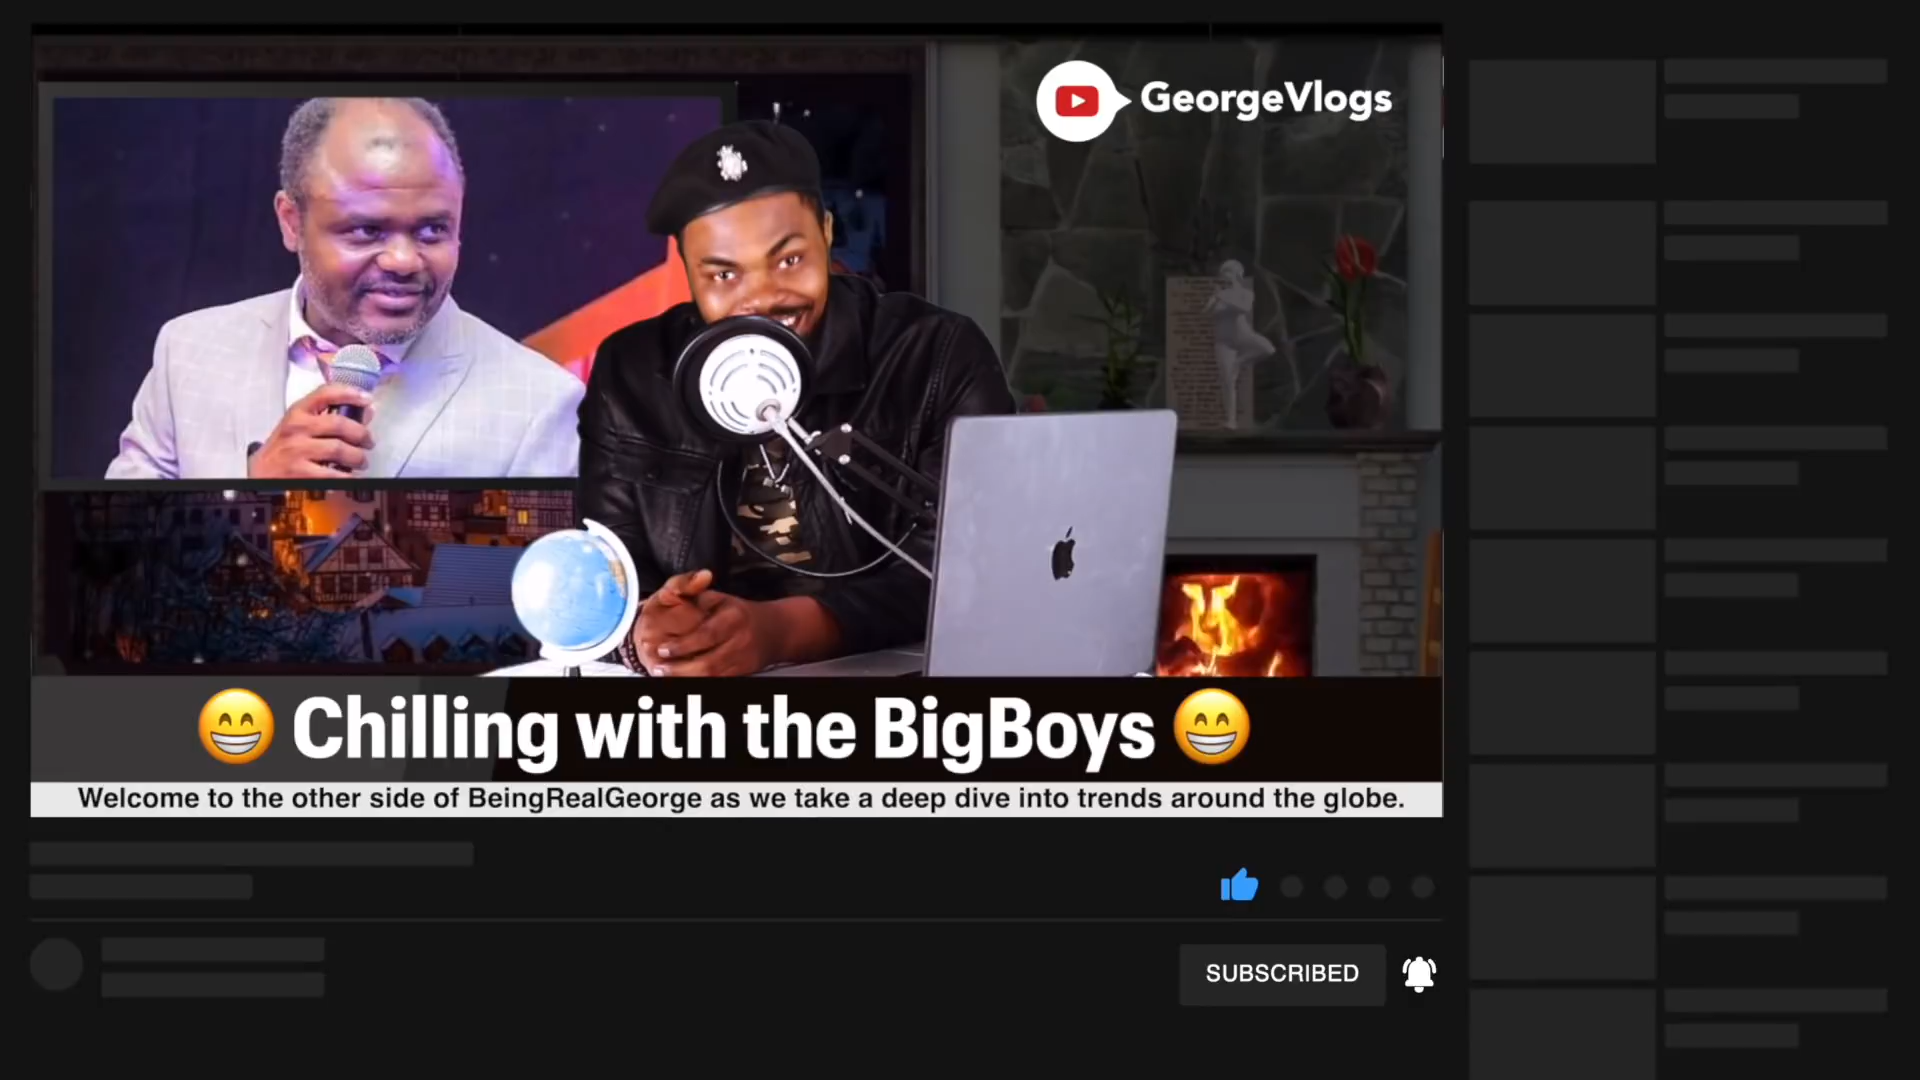 GeorgeVlogs
😁 Chilling with the BigBoys 😁
Welcome to the other side of BeingRealGeorge as we take a deep dive into trends around the globe.
SUBSCRIBED